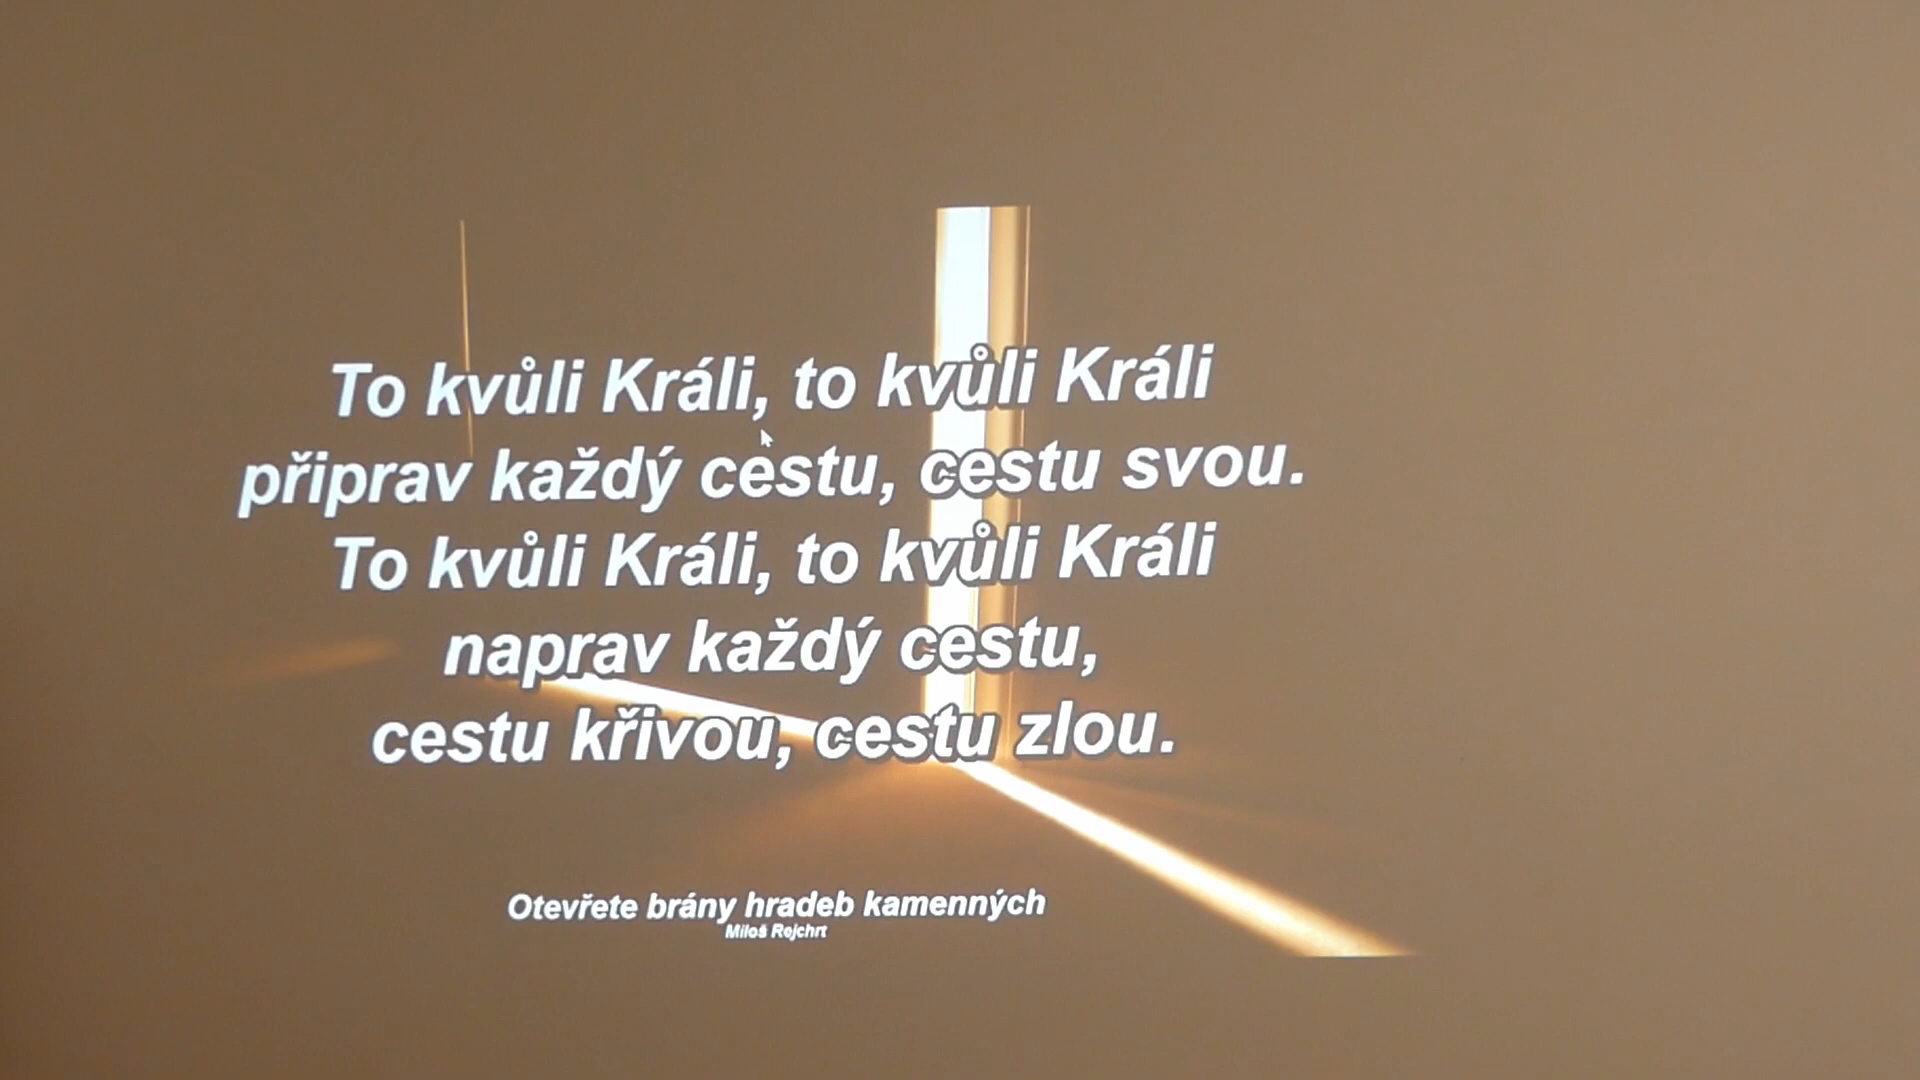 To kvůli Králi, to kvůli Králi
připrav každý cestu, cestu svou.
To kvůli Králi, to kvůli Králi
naprav každý cestu,
cestu křivou, cestu zlou.
Otevřete brány hradeb kamenných
Miloš Rejchrt